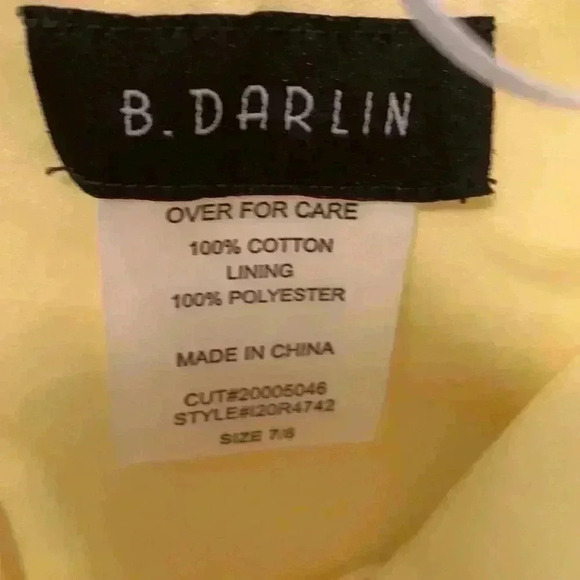 B. DARLIN
OVER FOR CARE
100% COTTON
LINING
100% POLYESTER
MADE IN CHINA
CUT#20005046
STYLE#I20R4742
SIZE 7/8